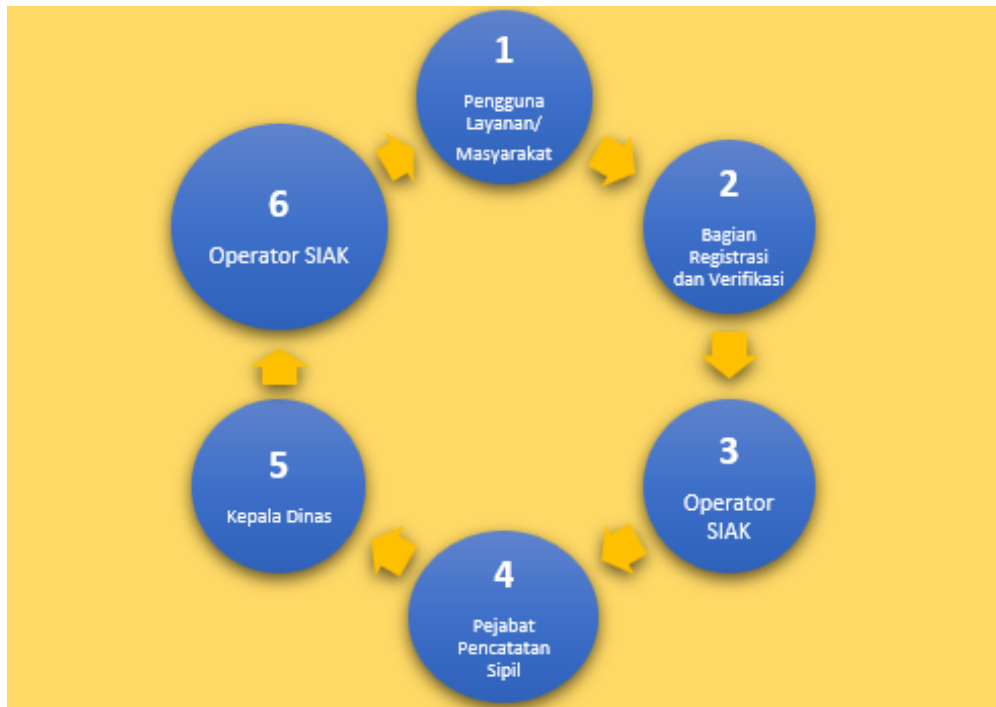 1
Pengguna
Layanan/
Masyarakat
2
Bagian
Registrasi
dan Verifikasi
3
Operator
SIAK
4
Pejabat
Pencatatan
Sipil
5
Kepala Dinas
6
Operator SIAK